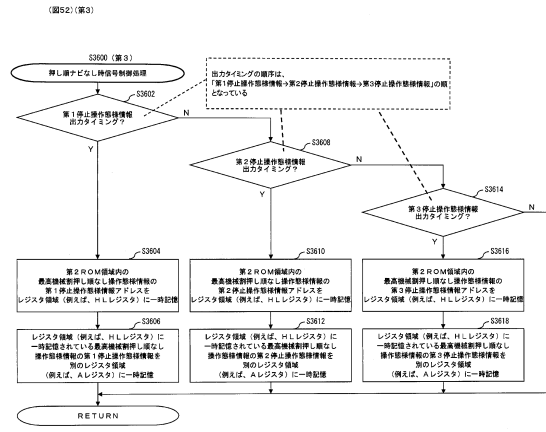 (図52)(第3)
S3600(第3)
押し順ナビなし時信号制御処理
S3602
第1停止操作態様情報
出力タイミング?
Y
N
出力タイミングの順序は、
「第1停止操作態様情報→第2停止操作態様情報→第3停止操作態様情報」の順
となっている
S3608
第2停止操作態様情報
出力タイミング?
Y
N
S3614
第3停止操作態様情報
出力タイミング?
Y
N
S3604
第2ROM領域内の
最高機械割押し順なし操作態様情報の
第1停止操作態様情報アドレスを
レジスタ領域(例えば、HLレジスタ)に一時記憶
S3610
第2ROM領域内の
最高機械割押し順なし操作態様情報の
第2停止操作態様情報アドレスを
レジスタ領域(例えば、HLレジスタ)に一時記憶
S3616
第2ROM領域内の
最高機械割押し順なし操作態様情報の
第3停止操作態様情報アドレスを
レジスタ領域(例えば、HLレジスタ)に一時記憶
S3606
レジスタ領域(例えば、HLレジスタ)に
一時記憶されている最高機械割押し順なし
操作態様情報の第1停止操作態様情報を
別のレジスタ領域
(例えば、Aレジスタ)に一時記憶
S3612
レジスタ領域(例えば、HLレジスタ)に
一時記憶されている最高機械割押し順なし
操作態様情報の第2停止操作態様情報を
別のレジスタ領域
(例えば、Aレジスタ)に一時記憶
S3618
レジスタ領域(例えば、HLレジスタ)に
一時記憶されている最高機械割押し順なし
操作態様情報の第3停止操作態様情報を
別のレジスタ領域
(例えば、Aレジスタ)に一時記憶
RETURN